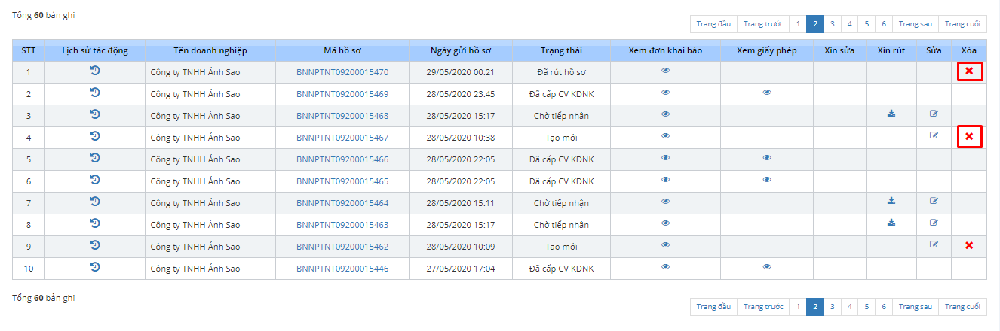 Tổng 60 bản ghi
Trang đầu Trang trước 1 2 3 4 5 6 Trang sau Trang cuối
STT Lịch sử tác động Tên doanh nghiệp Mã hồ sơ Ngày gửi hồ sơ Trạng thái Xem đơn khai báo Xem giấy phép Xin sửa Xin rút Sửa Xóa
1 Công ty TNHH Ánh Sao BNNPTNT09200015470 29/05/2020 00:21 Đã rút hồ sơ
2 Công ty TNHH Ánh Sao BNNPTNT09200015469 28/05/2020 23:45 Đã cấp CV KDNK
3 Công ty TNHH Ánh Sao BNNPTNT09200015468 28/05/2020 15:17 Chờ tiếp nhận
4 Công ty TNHH Ánh Sao BNNPTNT09200015467 28/05/2020 10:38 Tạo mới
5 Công ty TNHH Ánh Sao BNNPTNT09200015466 28/05/2020 22:05 Đã cấp CV KDNK
6 Công ty TNHH Ánh Sao BNNPTNT09200015465 28/05/2020 22:05 Đã cấp CV KDNK
7 Công ty TNHH Ánh Sao BNNPTNT09200015464 28/05/2020 15:11 Chờ tiếp nhận
8 Công ty TNHH Ánh Sao BNNPTNT09200015463 28/05/2020 15:17 Chờ tiếp nhận
9 Công ty TNHH Ánh Sao BNNPTNT09200015462 28/05/2020 10:09 Tạo mới
10 Công ty TNHH Ánh Sao BNNPTNT09200015446 27/05/2020 17:04 Đã cấp CV KDNK
Tổng 60 bản ghi
Trang đầu Trang trước 1 2 3 4 5 6 Trang sau Trang cuối